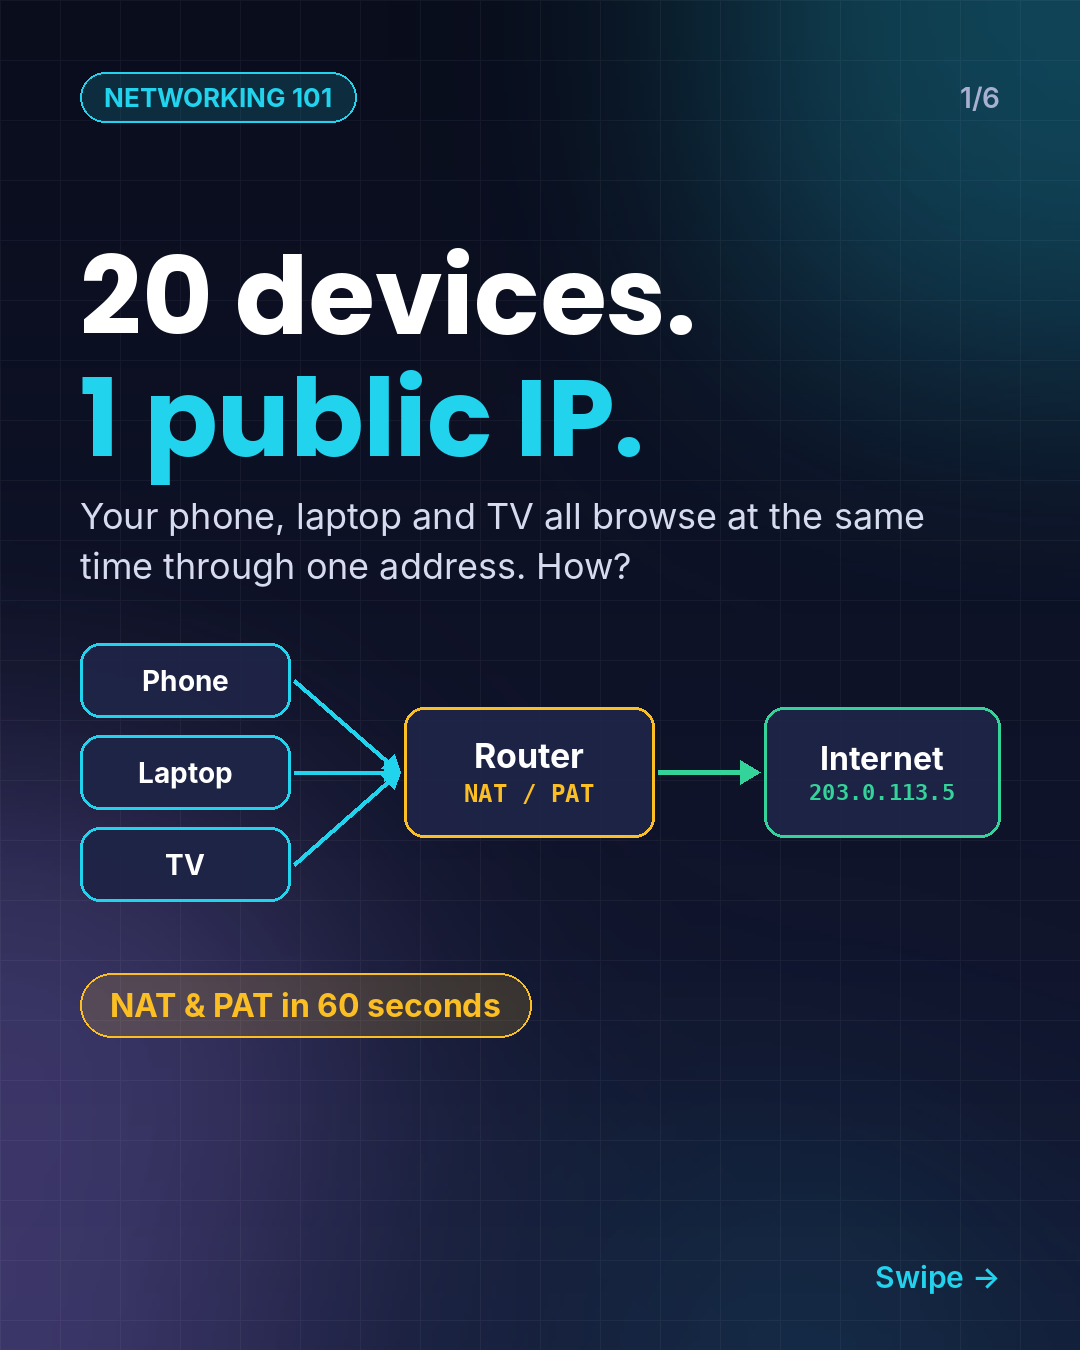 NETWORKING 101
1/6
20 devices.
1 public IP.
Your phone, laptop and TV all browse at the same
time through one address. How?
Phone
Laptop
TV
Router
NAT / PAT
Internet
203.0.113.5
NAT & PAT in 60 seconds
Swipe →